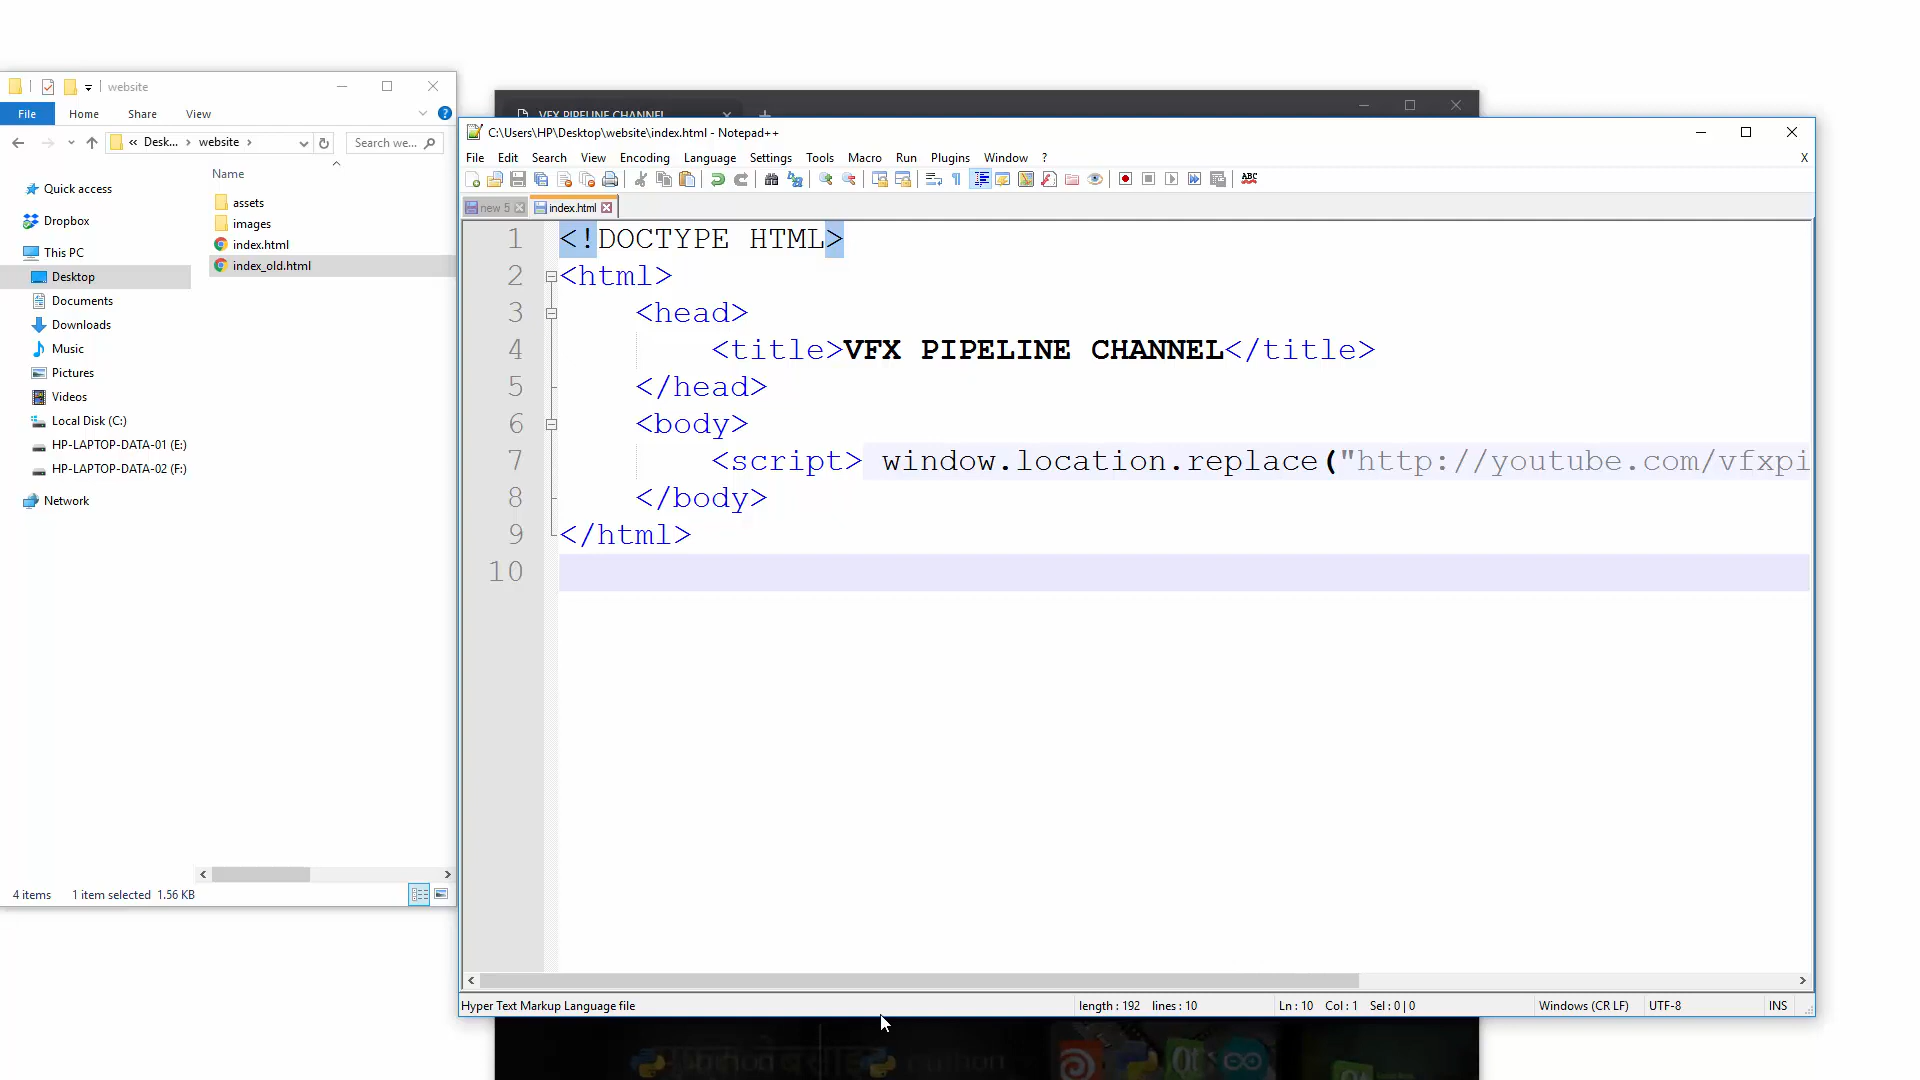 website
File Home Share View
Desk... website
Search we...
Name
Quick access
Dropbox
This PC
Desktop
Documents
Downloads
Music
Pictures
Videos
Local Disk (C:)
HP-LAPTOP-DATA-01 (E:)
HP-LAPTOP-DATA-02 (F:)
Network
assets
images
index.html
index_old.html
4 items 1 item selected 1.56 KB
VFX PIPELINE CHANNEL
C:\Users\HP\Desktop\website\index.html - Notepad++
File Edit Search View Encoding Language Settings Tools Macro Run Plugins Window ? X
ABC
new 5 index.html
1 <!DOCTYPE HTML>
2 <html>
3 <head>
4 <title>VFX PIPELINE CHANNEL</title>
5 </head>
6 <body>
7 <script> window.location.replace("http://youtube.com/vfxpi
8 </body>
9 </html>
10
Hyper Text Markup Language file length : 192 lines : 10 Ln : 10 Col : 1 Sel : 0 | 0 Windows (CR LF) UTF-8 INS